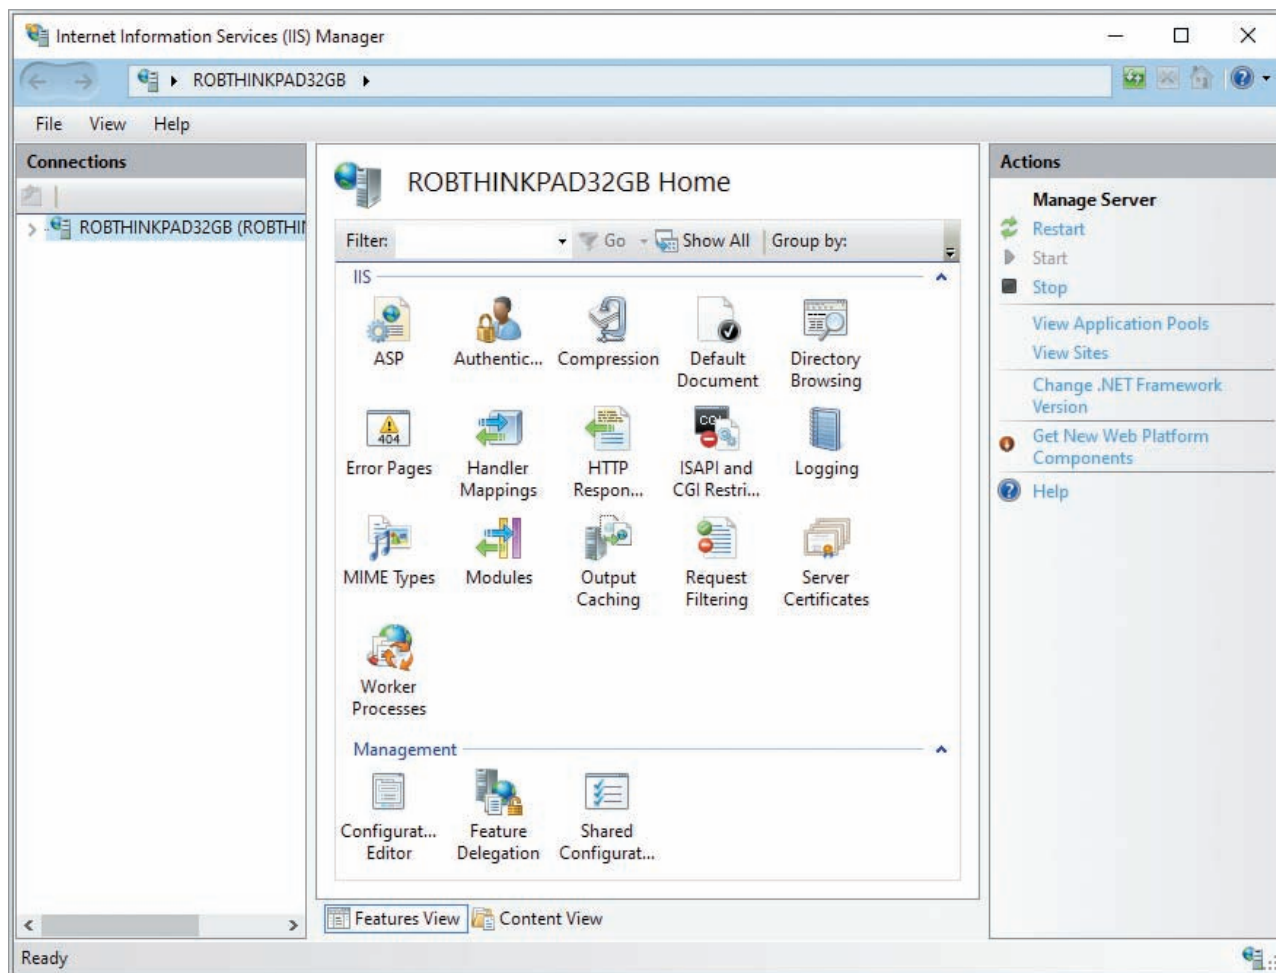 Internet Information Services (IIS) Manager
ROBTHINKPAD32GB
File View Help
Connections
ROBTHINKPAD32GB (ROBTHI
ROBTHINKPAD32GB Home
Filter: Go Show All Group by:
IIS
ASP Authentic... Compression Default Directory
Document Browsing
404 CGI
Error Pages Handler HTTP ISAPI and Logging
Mappings Respon... CGI Restri...
MIME Types Modules Output Request Server
Caching Filtering Certificates
Worker
Processes
Management
Configurat... Feature Shared
Editor Delegation Configurat...
Features View Content View
Actions
Manage Server
Restart
Start
Stop
View Application Pools
View Sites
Change .NET Framework
Version
Get New Web Platform
Components
Help
Ready